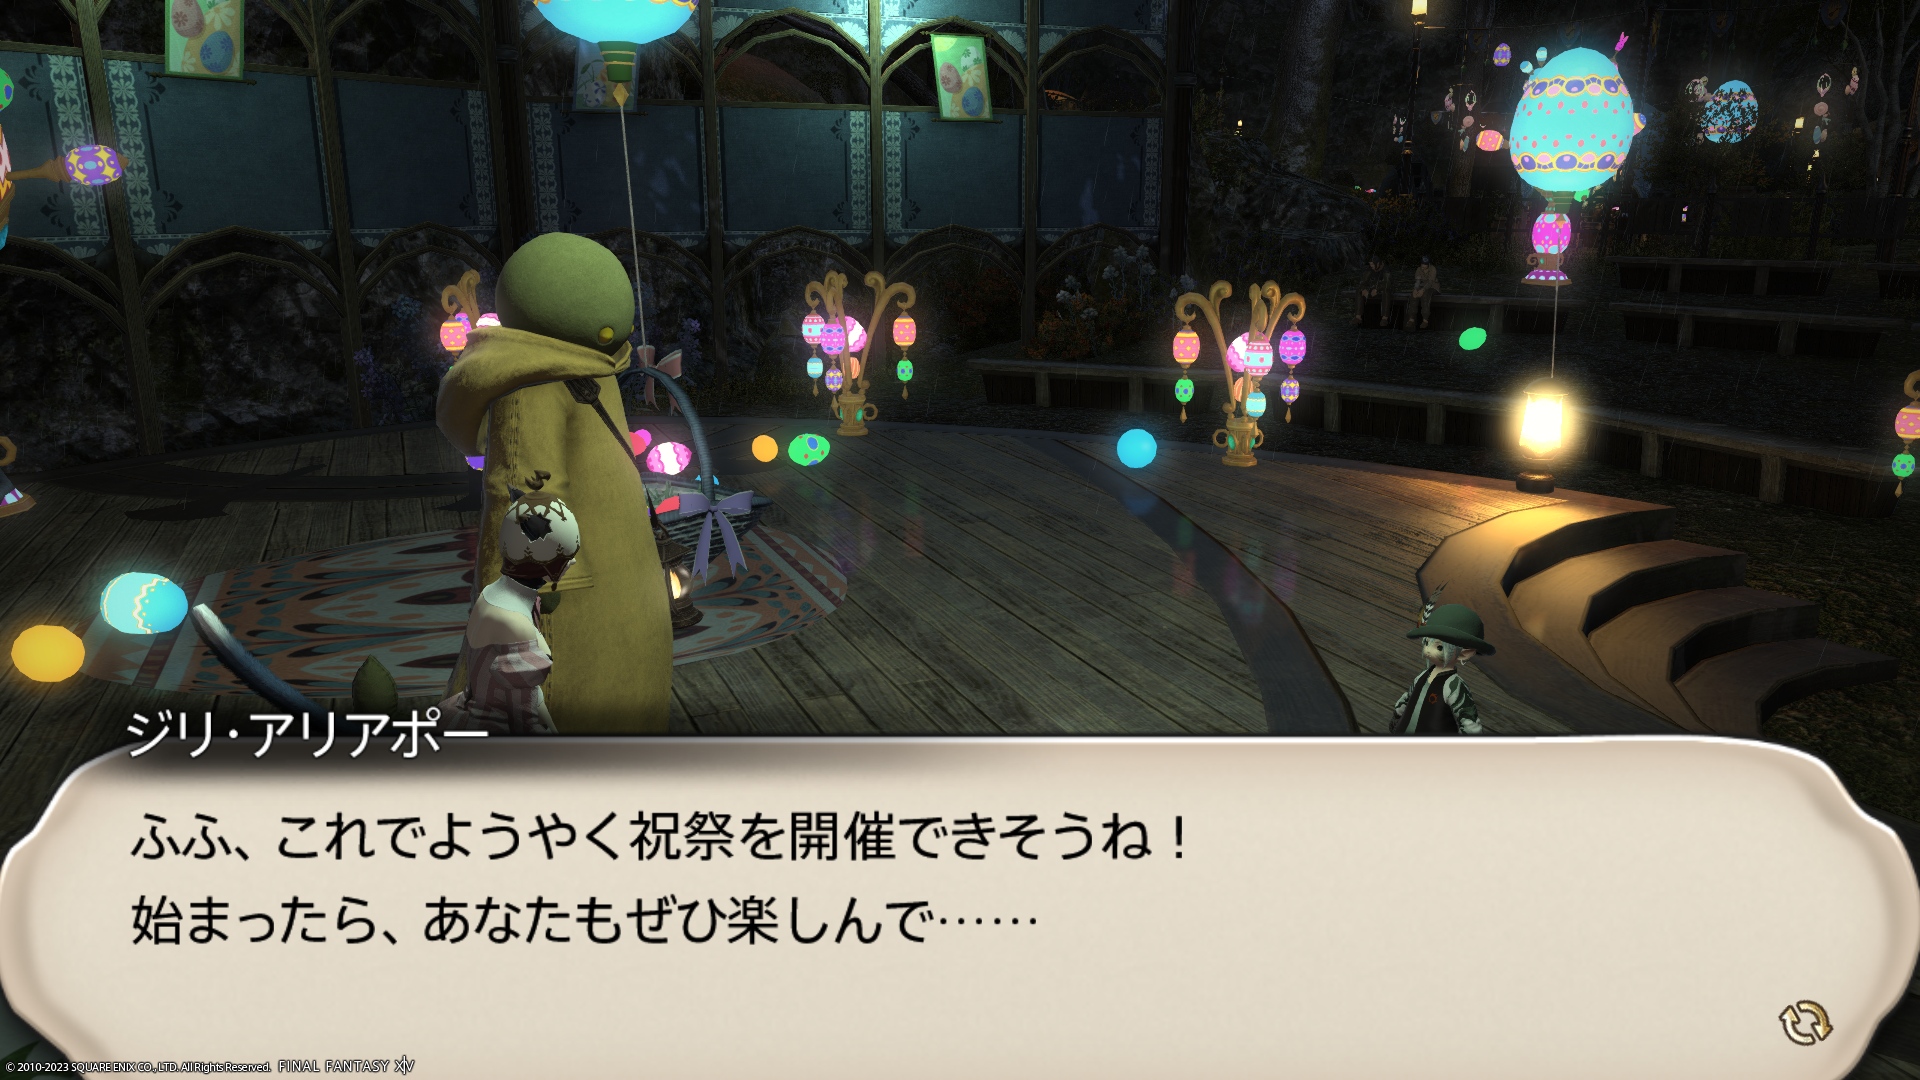 ジリ・アリアポー
ふふ、これでようやく祝祭を開催できそうね！
始まったら、あなたもぜひ楽しんで……
© 2010-2023 SQUARE ENIX CO., LTD. All Rights Reserved. FINAL FANTASY XIV